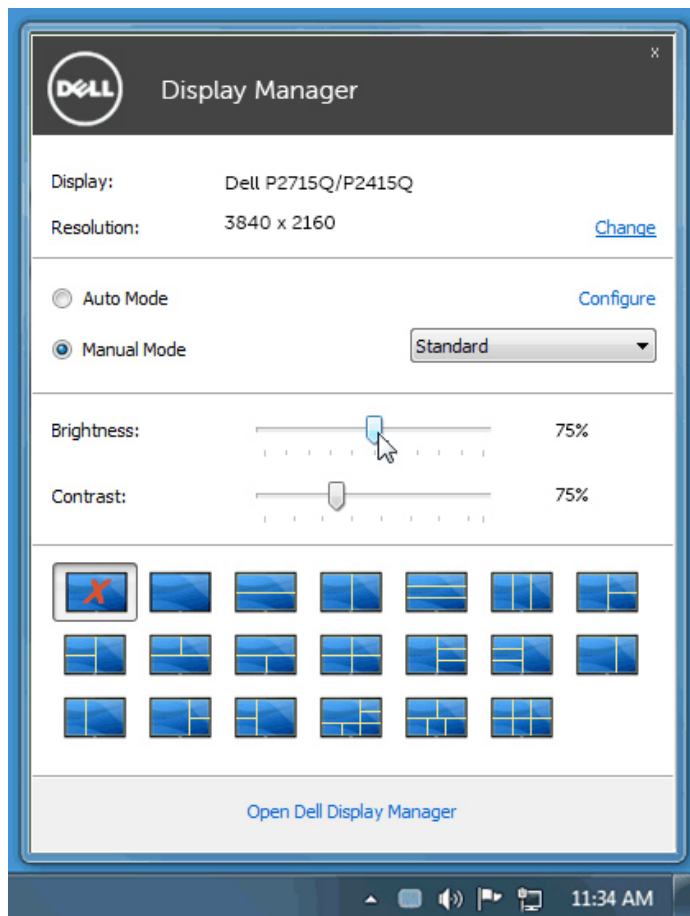 x
DELL
Display Manager
Display: Dell P2715Q/P2415Q
Resolution: 3840 x 2160 Change
Auto Mode Configure
Manual Mode Standard
Brightness: 75%
Contrast: 75%
X
Open Dell Display Manager
11:34 AM